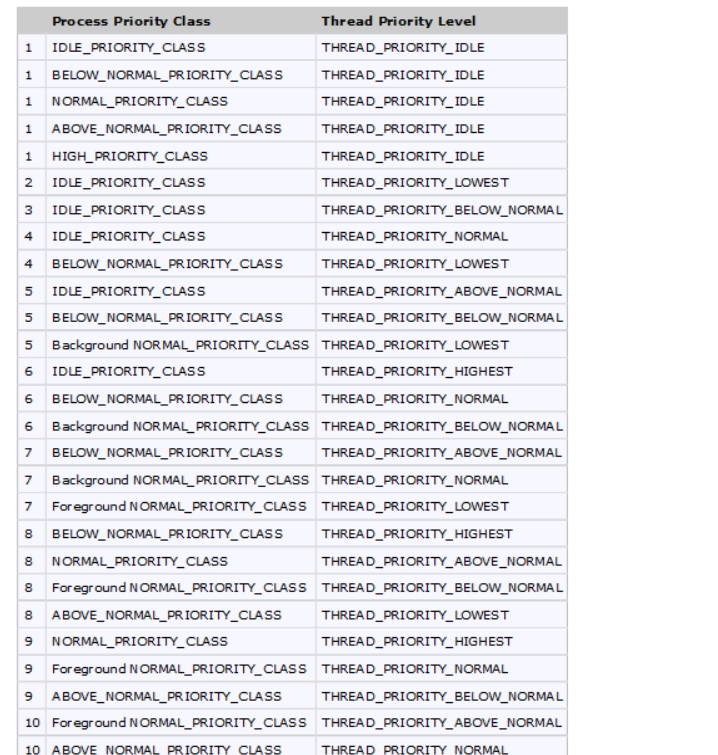 Process Priority Class Thread Priority Level
1 IDLE_PRIORITY_CLASS THREAD_PRIORITY_IDLE
1 BELOW_NORMAL_PRIORITY_CLASS THREAD_PRIORITY_IDLE
1 NORMAL_PRIORITY_CLASS THREAD_PRIORITY_IDLE
1 ABOVE_NORMAL_PRIORITY_CLASS THREAD_PRIORITY_IDLE
1 HIGH_PRIORITY_CLASS THREAD_PRIORITY_IDLE
2 IDLE_PRIORITY_CLASS THREAD_PRIORITY_LOWEST
3 IDLE_PRIORITY_CLASS THREAD_PRIORITY_BELOW_NORMAL
4 IDLE_PRIORITY_CLASS THREAD_PRIORITY_NORMAL
4 BELOW_NORMAL_PRIORITY_CLASS THREAD_PRIORITY_LOWEST
5 IDLE_PRIORITY_CLASS THREAD_PRIORITY_ABOVE_NORMAL
5 BELOW_NORMAL_PRIORITY_CLASS THREAD_PRIORITY_BELOW_NORMAL
5 Background NORMAL_PRIORITY_CLASS THREAD_PRIORITY_LOWEST
6 IDLE_PRIORITY_CLASS THREAD_PRIORITY_HIGHEST
6 BELOW_NORMAL_PRIORITY_CLASS THREAD_PRIORITY_NORMAL
6 Background NORMAL_PRIORITY_CLASS THREAD_PRIORITY_BELOW_NORMAL
7 BELOW_NORMAL_PRIORITY_CLASS THREAD_PRIORITY_ABOVE_NORMAL
7 Background NORMAL_PRIORITY_CLASS THREAD_PRIORITY_NORMAL
7 Foreground NORMAL_PRIORITY_CLASS THREAD_PRIORITY_LOWEST
8 BELOW_NORMAL_PRIORITY_CLASS THREAD_PRIORITY_HIGHEST
8 NORMAL_PRIORITY_CLASS THREAD_PRIORITY_ABOVE_NORMAL
8 Foreground NORMAL_PRIORITY_CLASS THREAD_PRIORITY_BELOW_NORMAL
8 ABOVE_NORMAL_PRIORITY_CLASS THREAD_PRIORITY_LOWEST
9 NORMAL_PRIORITY_CLASS THREAD_PRIORITY_HIGHEST
9 Foreground NORMAL_PRIORITY_CLASS THREAD_PRIORITY_NORMAL
9 ABOVE_NORMAL_PRIORITY_CLASS THREAD_PRIORITY_BELOW_NORMAL
10 Foreground NORMAL_PRIORITY_CLASS THREAD_PRIORITY_ABOVE_NORMAL
10 ABOVE_NORMAL_PRIORITY_CLASS THREAD_PRIORITY_NORMAL